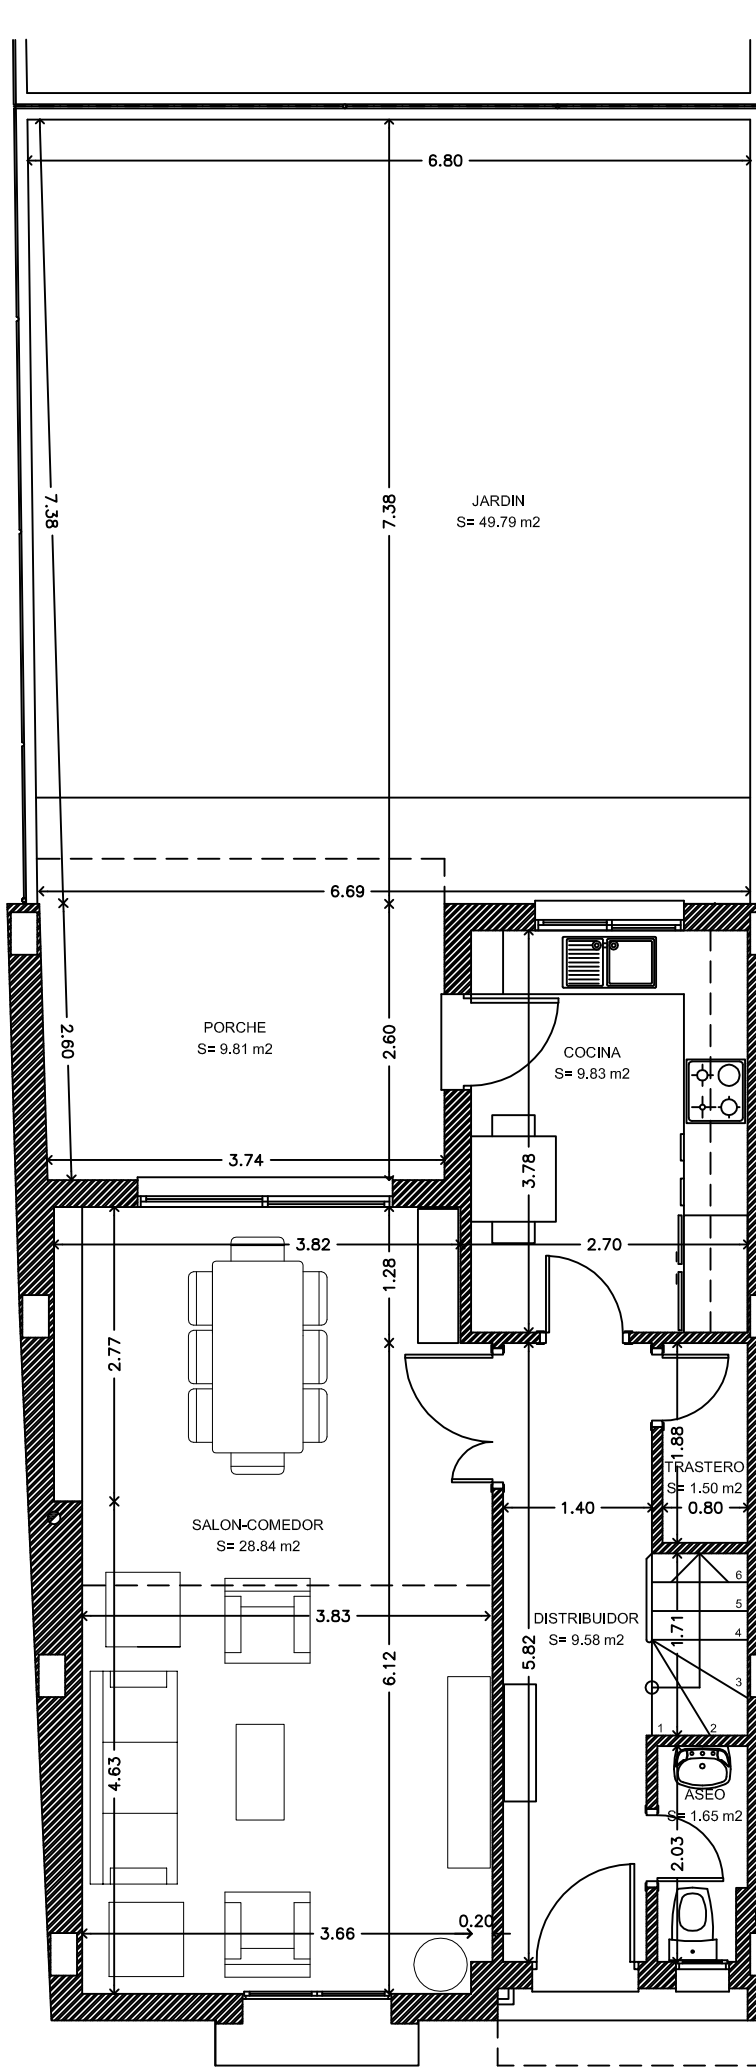 6.80
7.38
7.38
JARDIN
S= 49.79 m2
6.69
2.60
PORCHE
S= 9.81 m2
2.60
COCINA
S= 9.83 m2
3.74
3.78
3.82
1.28
2.70
2.77
1.88
TRASTERO
S= 1.50 m2
1.40
0.80
SALON-COMEDOR
S= 28.84 m2
6
5
4
3
2
1
1.71
3.83
DISTRIBUIDOR
S= 9.58 m2
5.82
6.12
4.63
ASEO
S= 1.65 m2
2.03
0.20
3.66